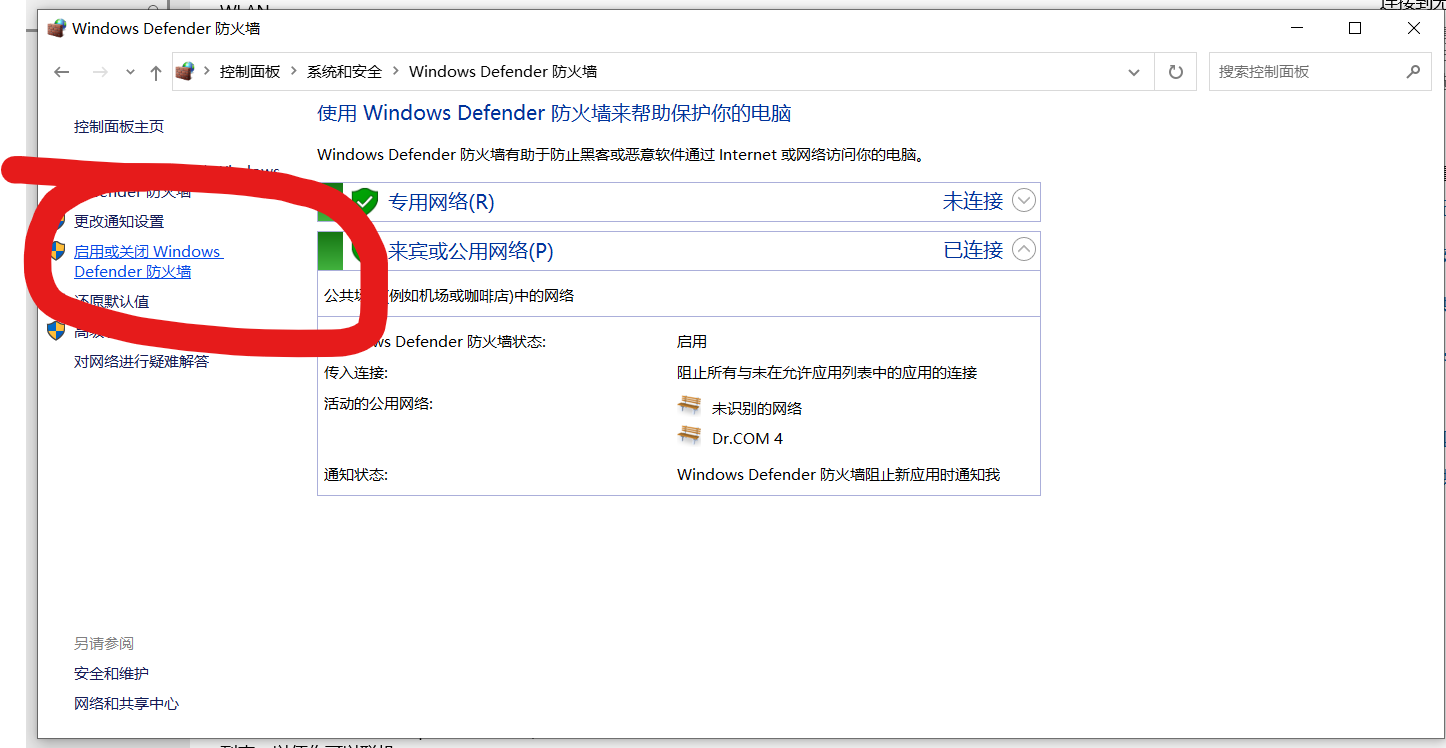 WLAN
连接到
Windows Defender 防火墙
控制面板 系统和安全 Windows Defender 防火墙
搜索控制面板
控制面板主页
Windows
Defender 防火墙
更改通知设置
启用或关闭 Windows
Defender 防火墙
还原默认值
对网络进行疑难解答
另请参阅
安全和维护
网络和共享中心
使用 Windows Defender 防火墙来帮助保护你的电脑
Windows Defender 防火墙有助于防止黑客或恶意软件通过 Internet 或网络访问你的电脑。
专用网络(R) 未连接
来宾或公用网络(P) 已连接
公共场 例如机场或咖啡店)中的网络
ws Defender 防火墙状态: 启用
传入连接: 阻止所有与未在允许应用列表中的应用的连接
活动的公用网络: 未识别的网络
Dr.COM 4
通知状态: Windows Defender 防火墙阻止新应用时通知我